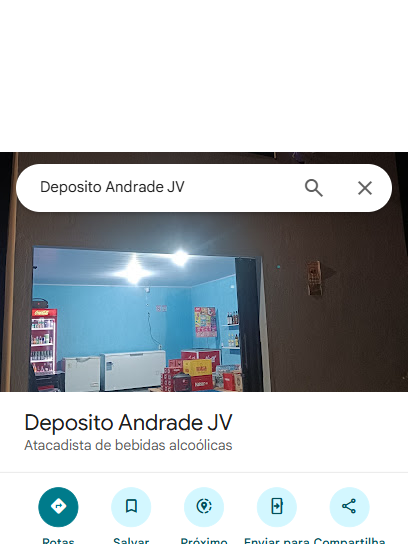 Deposito Andrade JV
Deposito Andrade JV
Atacadista de bebidas alcoólicas
Rotas Salvar Próximo Enviar para Compartilha